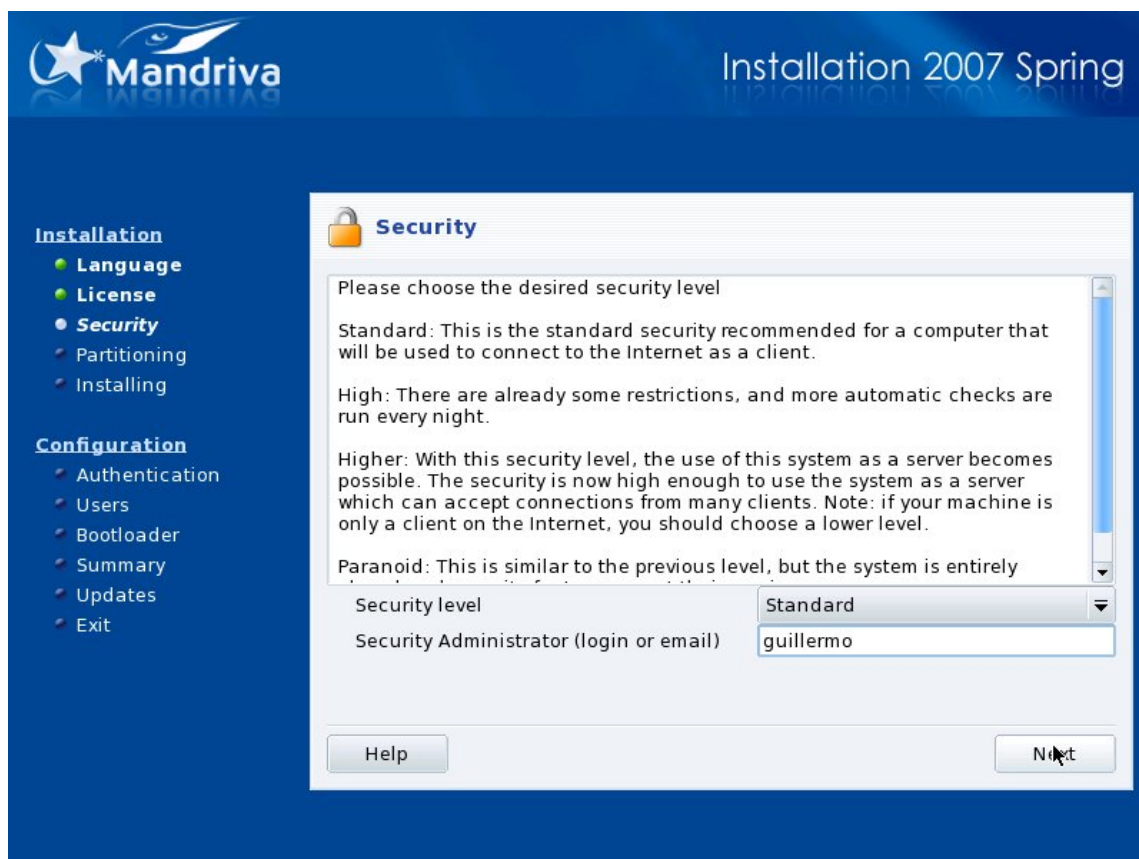 Mandriva
Installation 2007 Spring
Installation
Language
License
Security
Partitioning
Installing
Configuration
Authentication
Users
Bootloader
Summary
Updates
Exit
Security
Please choose the desired security level
Standard: This is the standard security recommended for a computer that
will be used to connect to the Internet as a client.
High: There are already some restrictions, and more automatic checks are
run every night.
Higher: With this security level, the use of this system as a server becomes
possible. The security is now high enough to use the system as a server
which can accept connections from many clients. Note: if your machine is
only a client on the Internet, you should choose a lower level.
Paranoid: This is similar to the previous level, but the system is entirely
Security level
Standard
Security Administrator (login or email)
guillermo
Help
Next